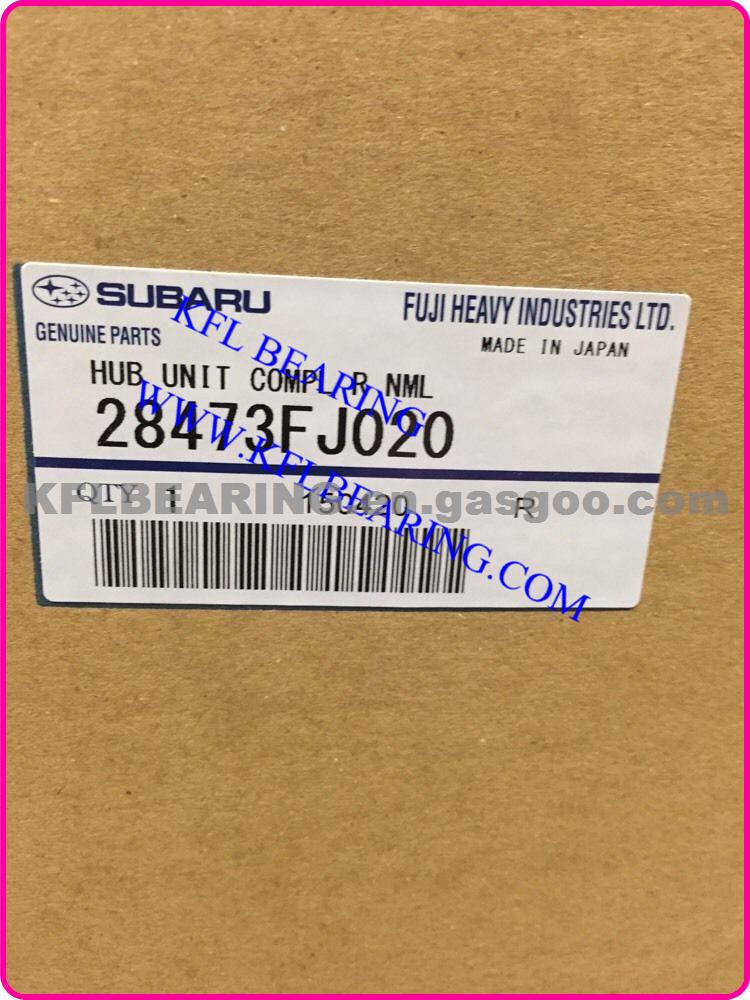 SUBARU
FUJI HEAVY INDUSTRIES LTD.
GENUINE PARTS
MADE IN JAPAN
HUB UNIT COMPL R NML
28473FJ020
QTY 1 150420 R
KFL BEARING
WWW.KFLBEARING.COM
KFLBEARING.en.gasgoo.com